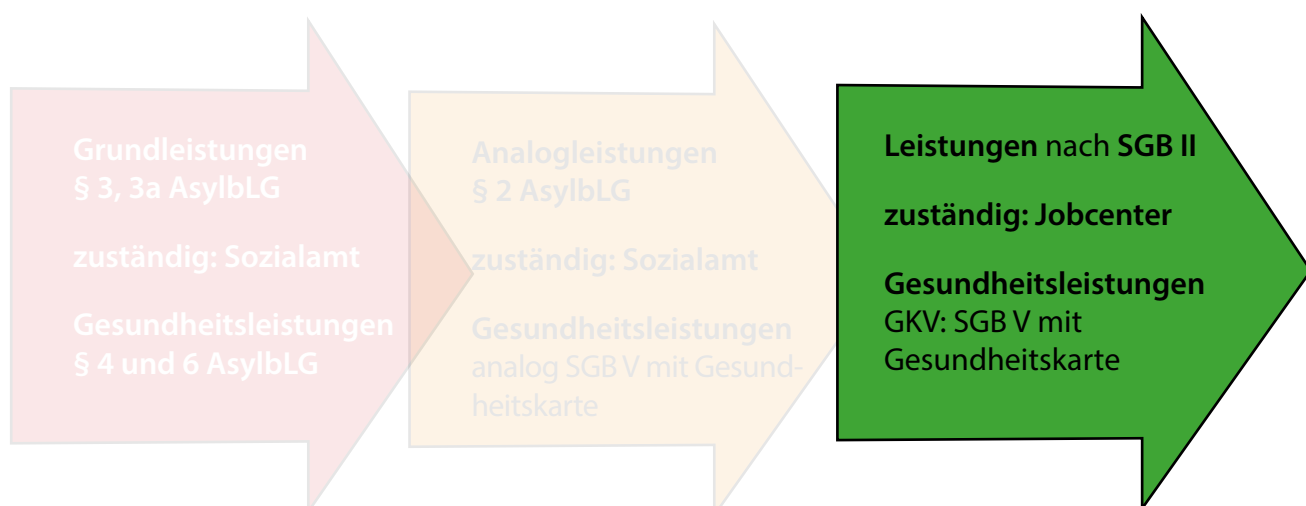 Grundleistungen
§ 3, 3a AsylbLG
zuständig: Sozialamt
Gesundheitsleistungen
§ 4 und 6 AsylbLG
Analogleistungen
§ 2 AsylbLG
zuständig: Sozialamt
Gesundheitsleistungen
analog SGB V mit Gesund-
heitskarte
Leistungen nach SGB II
zuständig: Jobcenter
Gesundheitsleistungen
GKV: SGB V mit
Gesundheitskarte